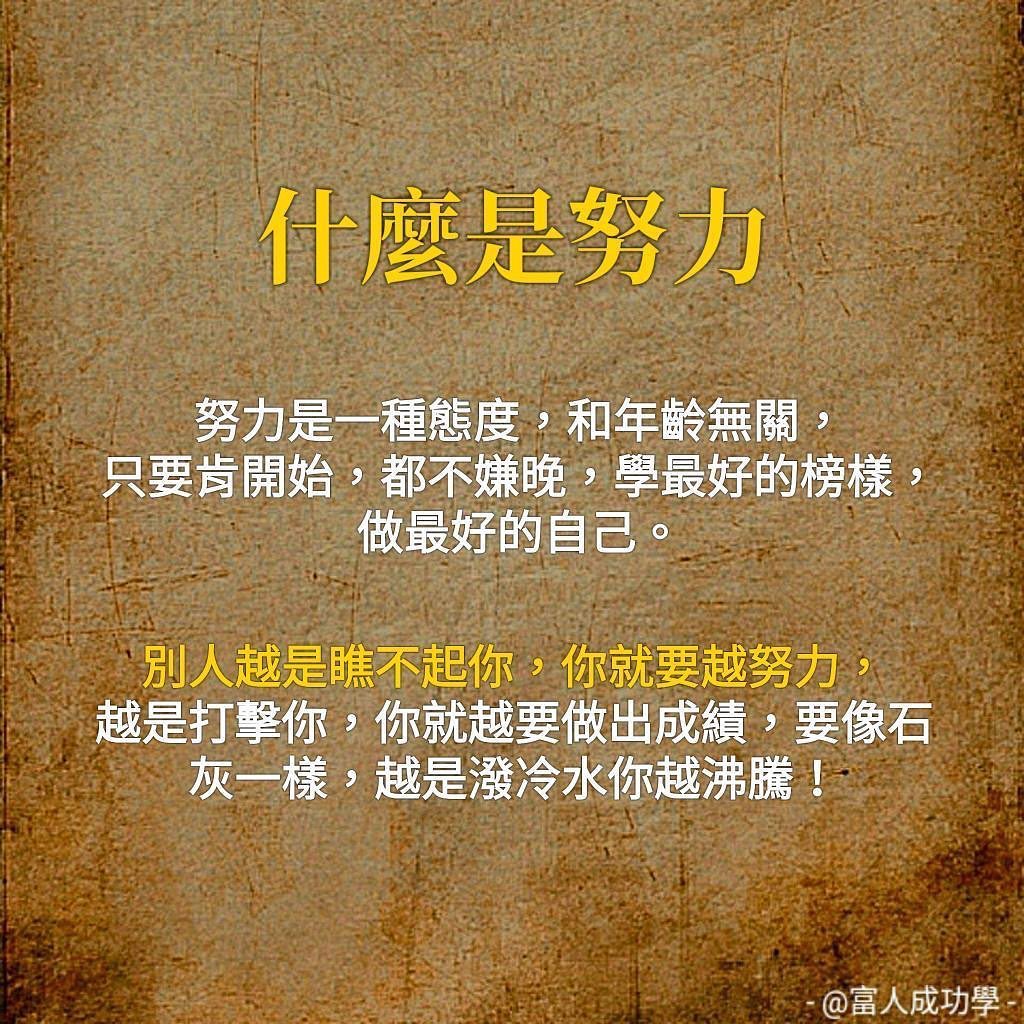 什麼是努力
努力是一種態度，和年齡無關，
只要肯開始，都不嫌晚，學最好的榜樣，
做最好的自己。
別人越是瞧不起你，你就要越努力，
越是打擊你，你就越要做出成績，要像石
灰一樣，越是潑冷水你越沸騰！
- @富人成功學 -